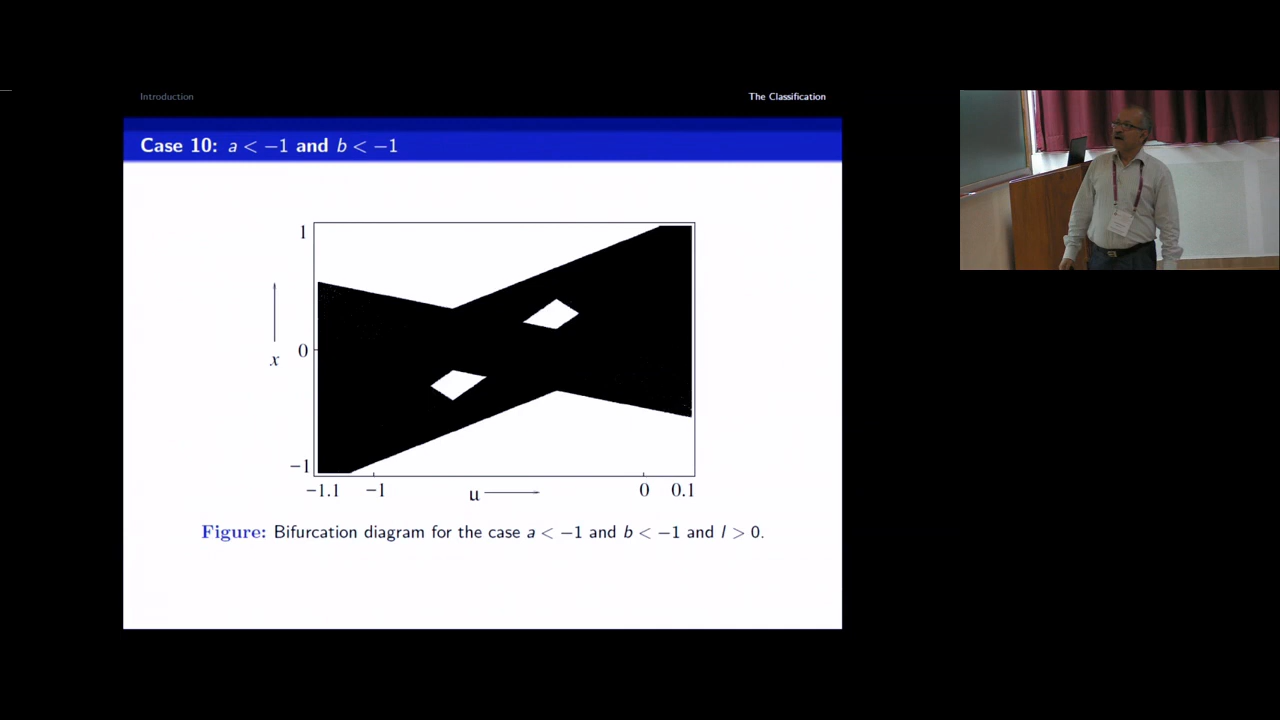 Introduction
The Classification
Case 10: a < −1 and b < −1
1
x
0
−1
−1.1
−1
u
0
0.1
Figure: Bifurcation diagram for the case a < −1 and b < −1 and l > 0.